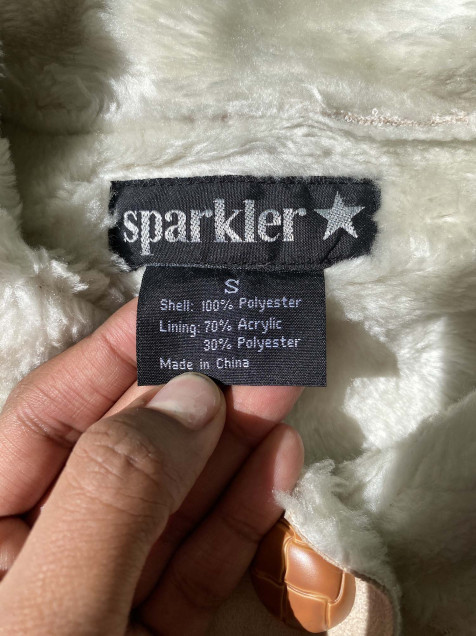 sparkler
S
Shell: 100% Polyester
Lining: 70% Acrylic
30% Polyester
Made in China